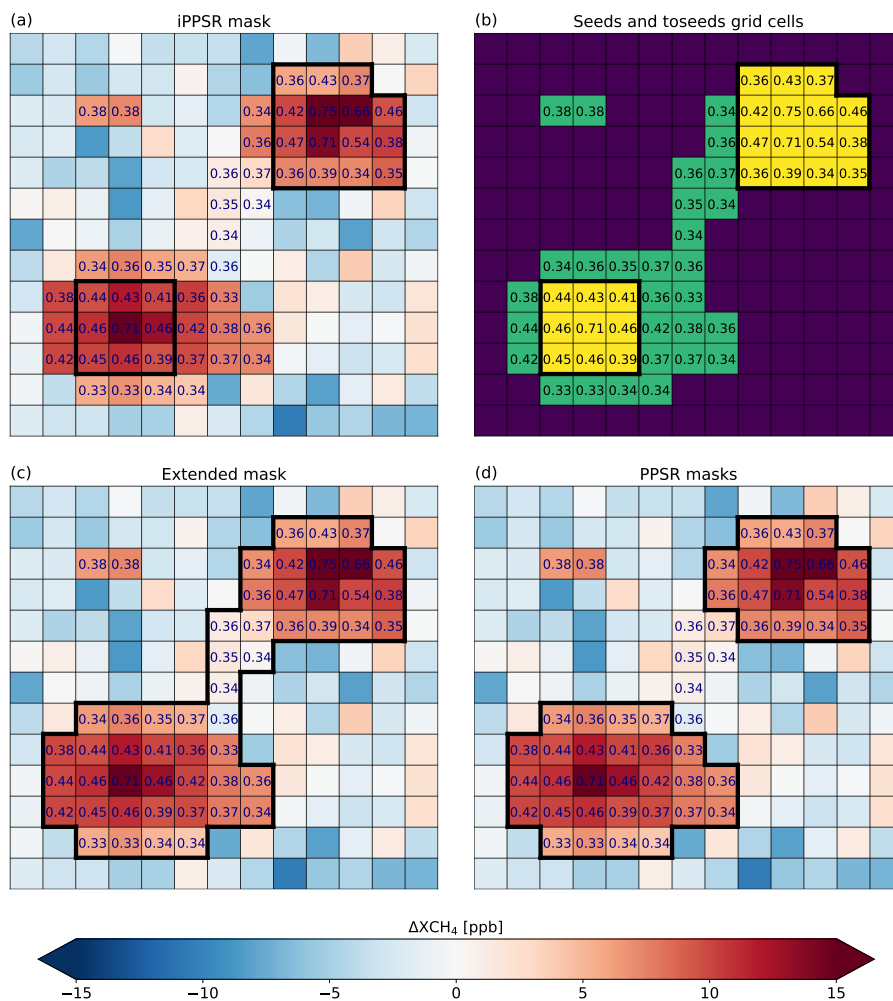 (a) iPPSR mask
0.36 0.43 0.37
0.38 0.38 0.34 0.42 0.75 0.66 0.46
0.36 0.47 0.71 0.54 0.38
0.36 0.37 0.36 0.39 0.34 0.35
0.35 0.34
0.34
0.34 0.36 0.35 0.37 0.36
0.38 0.44 0.43 0.41 0.36 0.33
0.44 0.46 0.71 0.46 0.42 0.38 0.36
0.42 0.45 0.46 0.39 0.37 0.37 0.34
0.33 0.33 0.34 0.34
(b) Seeds and toseeds grid cells
0.36 0.43 0.37
0.38 0.38 0.34 0.42 0.75 0.66 0.46
0.36 0.47 0.71 0.54 0.38
0.36 0.37 0.36 0.39 0.34 0.35
0.35 0.34
0.34
0.34 0.36 0.35 0.37 0.36
0.38 0.44 0.43 0.41 0.36 0.33
0.44 0.46 0.71 0.46 0.42 0.38 0.36
0.42 0.45 0.46 0.39 0.37 0.37 0.34
0.33 0.33 0.34 0.34
(c) Extended mask
0.36 0.43 0.37
0.38 0.38 0.34 0.42 0.75 0.66 0.46
0.36 0.47 0.71 0.54 0.38
0.36 0.37 0.36 0.39 0.34 0.35
0.35 0.34
0.34
0.34 0.36 0.35 0.37 0.36
0.38 0.44 0.43 0.41 0.36 0.33
0.44 0.46 0.71 0.46 0.42 0.38 0.36
0.42 0.45 0.46 0.39 0.37 0.37 0.34
0.33 0.33 0.34 0.34
(d) PPSR masks
0.36 0.43 0.37
0.38 0.38 0.34 0.42 0.75 0.66 0.46
0.36 0.47 0.71 0.54 0.38
0.36 0.37 0.36 0.39 0.34 0.35
0.35 0.34
0.34
0.34 0.36 0.35 0.37 0.36
0.38 0.44 0.43 0.41 0.36 0.33
0.44 0.46 0.71 0.46 0.42 0.38 0.36
0.42 0.45 0.46 0.39 0.37 0.37 0.34
0.33 0.33 0.34 0.34
ΔXCH₄ [ppb]
−15 −10 −5 0 5 10 15